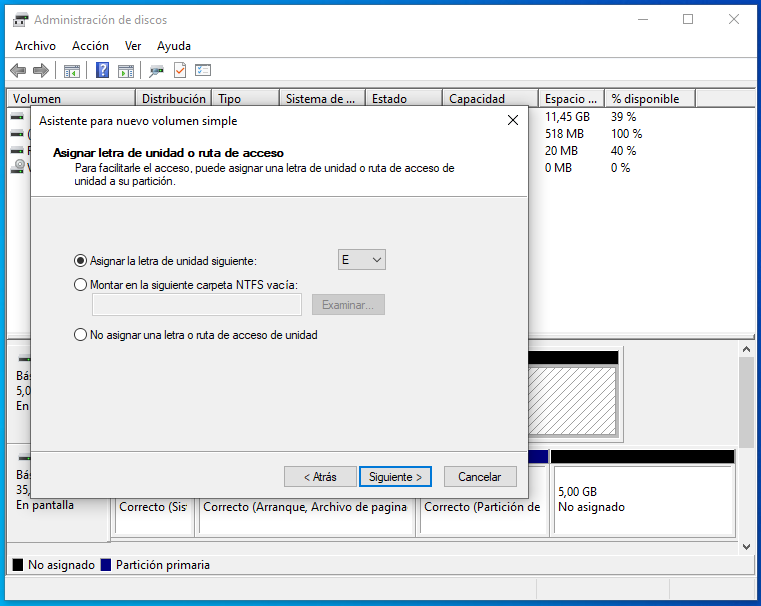 Administración de discos
Archivo Acción Ver Ayuda
Volumen Distribución Tipo Sistema de ... Estado Capacidad Espacio ... % disponible
11,45 GB 39 %
518 MB 100 %
20 MB 40 %
0 MB 0 %
Asistente para nuevo volumen simple
Asignar letra de unidad o ruta de acceso
Para facilitarle el acceso, puede asignar una letra de unidad o ruta de acceso de
unidad a su partición.
Asignar la letra de unidad siguiente: E
Montar en la siguiente carpeta NTFS vacía:
Examinar...
No asignar una letra o ruta de acceso de unidad
< Atrás Siguiente > Cancelar
Bás
5,0
En
Bás
35,
En pantalla
Correcto (Sis Correcto (Arranque, Archivo de pagina Correcto (Partición de
5,00 GB
No asignado
No asignado Partición primaria